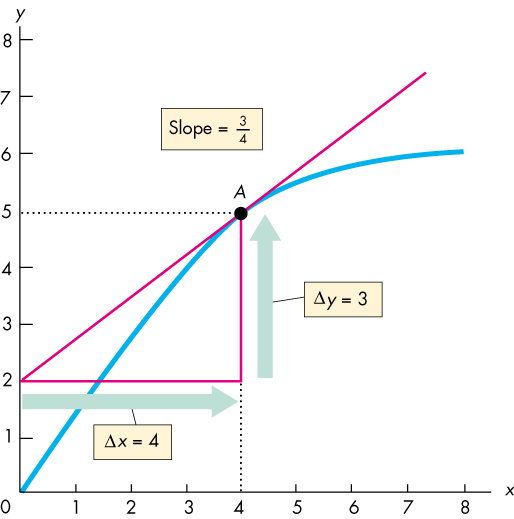 y
8
7
Slope = 3/4
6
A
5
4
Δy = 3
3
2
1
Δx = 4
0 1 2 3 4 5 6 7 8 x